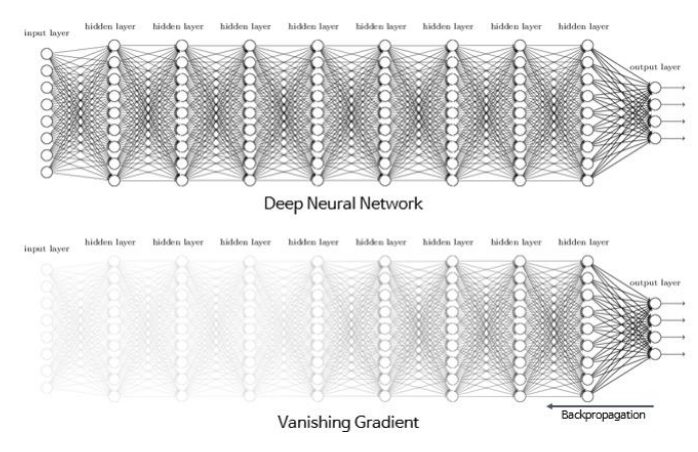 input layer
hidden layer hidden layer hidden layer hidden layer hidden layer hidden layer hidden layer hidden layer
output layer
Deep Neural Network
input layer
hidden layer hidden layer hidden layer hidden layer hidden layer hidden layer hidden layer hidden layer
output layer
Backpropagation
Vanishing Gradient